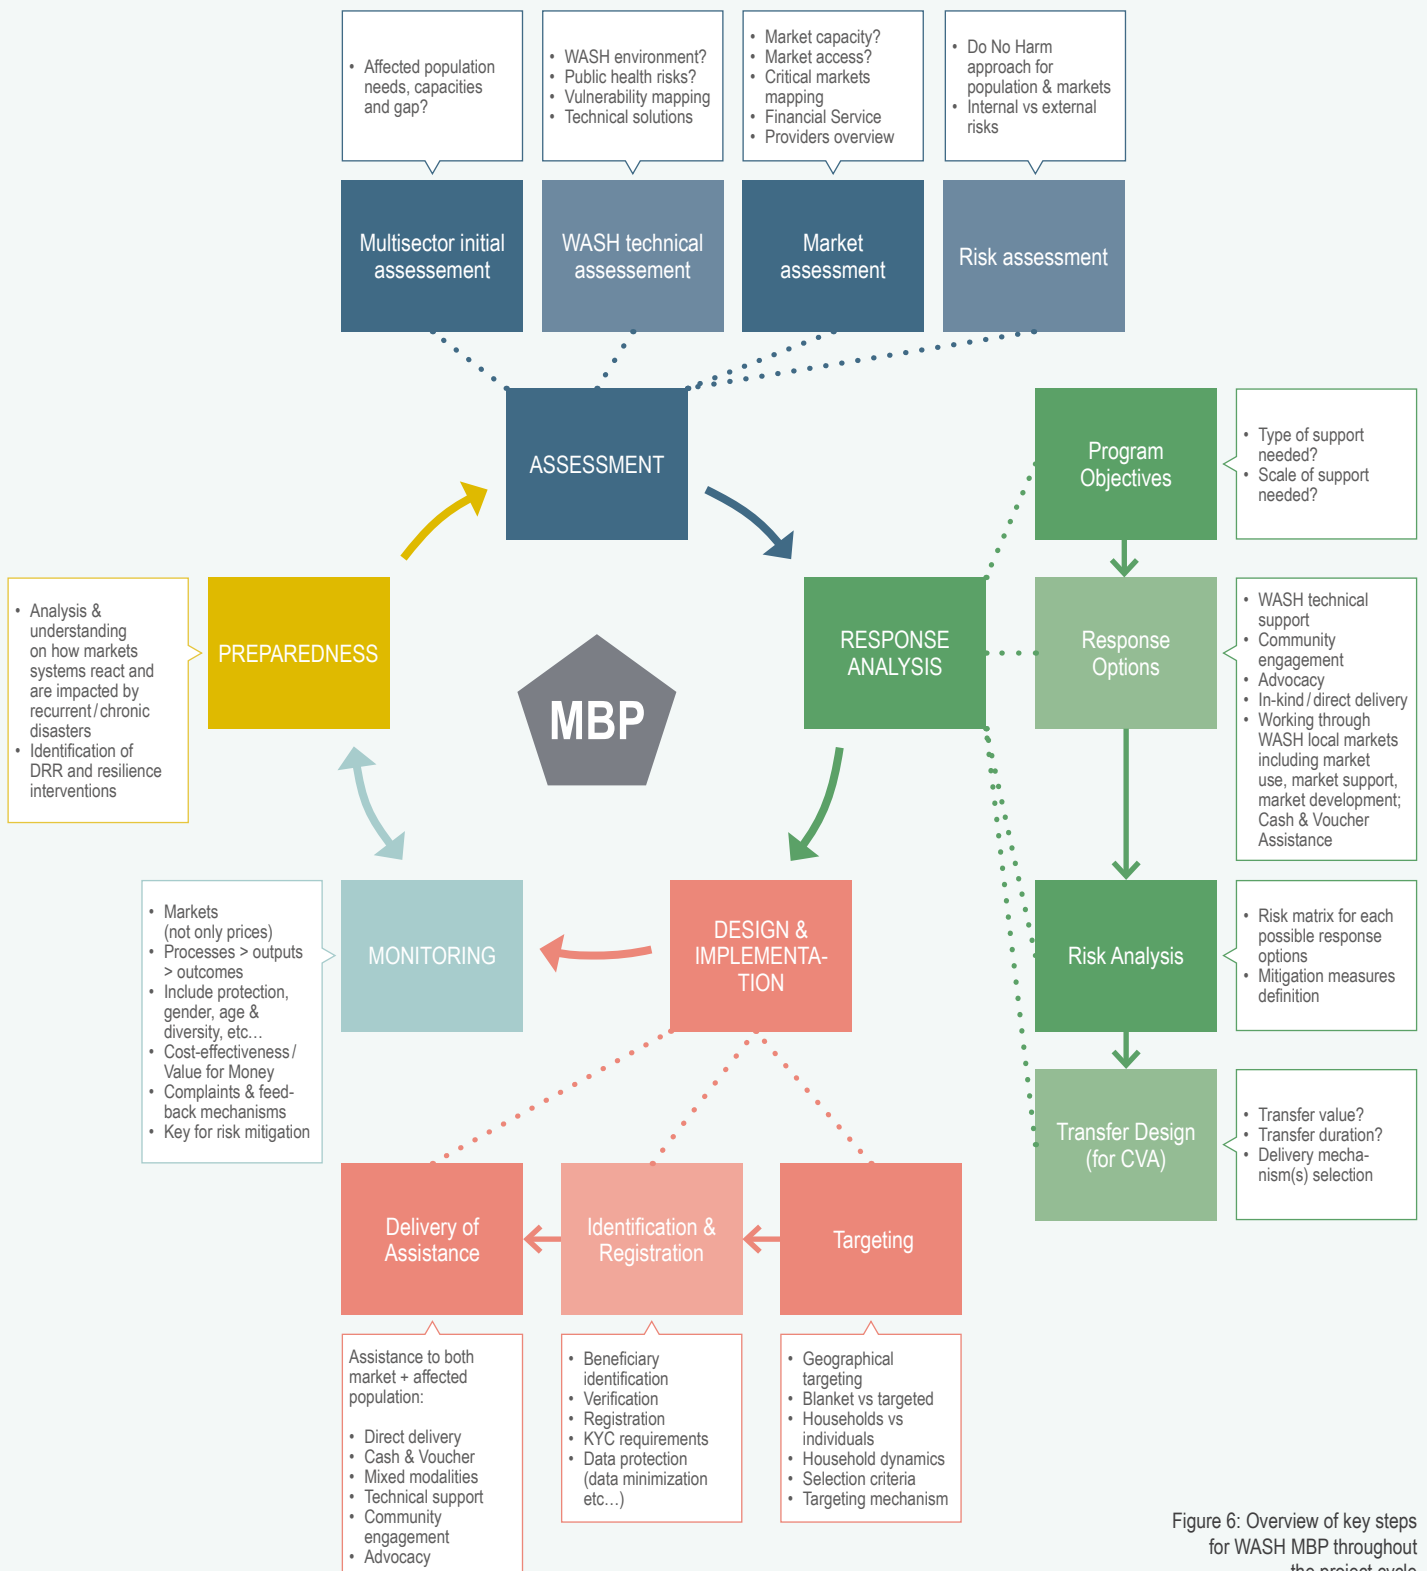 • Affected population
needs, capacities
and gap?
• WASH environment?
• Public health risks?
• Vulnerability mapping
• Technical solutions
• Market capacity?
• Market access?
• Critical markets
mapping
• Financial Service
• Providers overview
• Do No Harm
approach for
population & markets
• Internal vs external
risks
Multisector initial
assessement
WASH technical
assessement
Market
assessment
Risk assessment
ASSESSMENT
Program
Objectives
• Type of support
needed?
• Scale of support
needed?
• Analysis &
understanding
on how markets
systems react and
are impacted by
recurrent / chronic
disasters
• Identification of
DRR and resilience
interventions
PREPAREDNESS
MBP
RESPONSE
ANALYSIS
Response
Options
• WASH technical
support
• Community
engagement
• Advocacy
• In-kind / direct delivery
• Working through
WASH local markets
including market
use, market support,
market development;
Cash & Voucher
Assistance
• Markets
(not only prices)
• Processes > outputs
> outcomes
• Include protection,
gender, age &
diversity, etc…
• Cost-effectiveness /
Value for Money
• Complaints & feed-
back mechanisms
• Key for risk mitigation
MONITORING
DESIGN &
IMPLEMENTA-
TION
Risk Analysis
• Risk matrix for each
possible response
options
• Mitigation measures
definition
Transfer Design
(for CVA)
• Transfer value?
• Transfer duration?
• Delivery mecha-
nism(s) selection
Delivery of
Assistance
Identification &
Registration
Targeting
Assistance to both
market + affected
population:
• Direct delivery
• Cash & Voucher
• Mixed modalities
• Technical support
• Community
engagement
• Advocacy
• Beneficiary
identification
• Verification
• Registration
• KYC requirements
• Data protection
(data minimization
etc…)
• Geographical
targeting
• Blanket vs targeted
• Households vs
individuals
• Household dynamics
• Selection criteria
• Targeting mechanism
Figure 6: Overview of key steps
for WASH MBP throughout
the project cycle